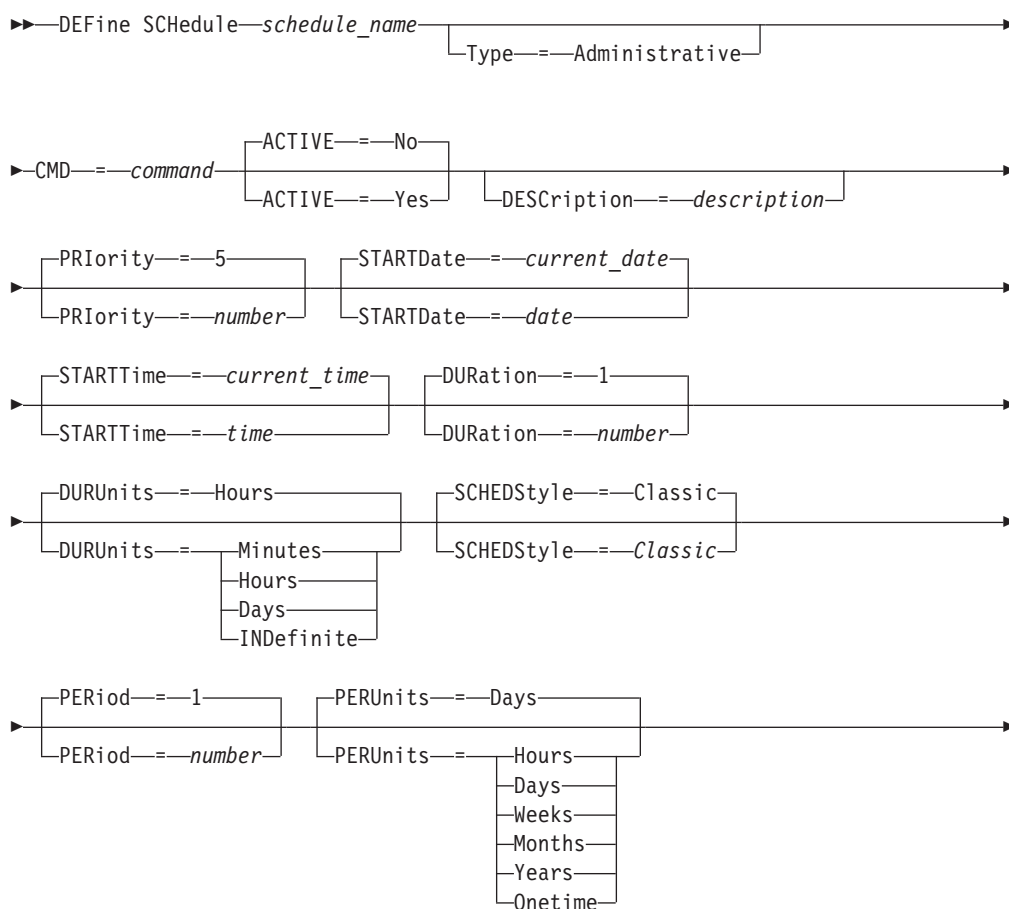 DEFine SCHedule schedule_name
Type = Administrative
CMD = command ACTIVE = No
ACTIVE = Yes
DESCription = description
PRIority = 5 STARTDate = current_date
PRIority = number STARTDate = date
STARTTime = current_time DURation = 1
STARTTime = time DURation = number
DURUnits = Hours SCHEDStyle = Classic
DURUnits = Minutes SCHEDStyle = Classic
Hours
Days
INDefinite
PERiod = 1 PERUnits = Days
PERiod = number PERUnits = Hours
Days
Weeks
Months
Years
Onetime